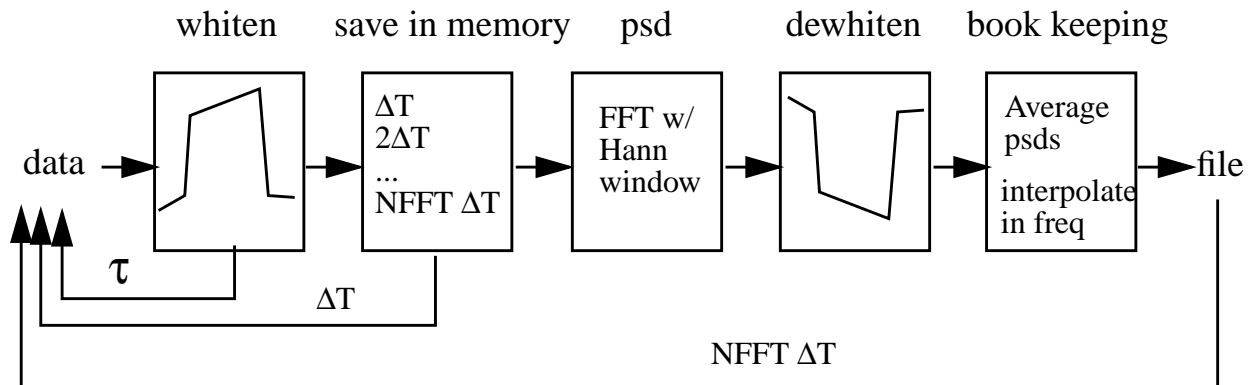 whiten
save in memory
psd
dewhiten
book keeping
data
ΔT
2ΔT
...
NFFT ΔT
FFT w/
Hann
window
Average
psds
interpolate
in freq
file
τ
ΔT
NFFT ΔT